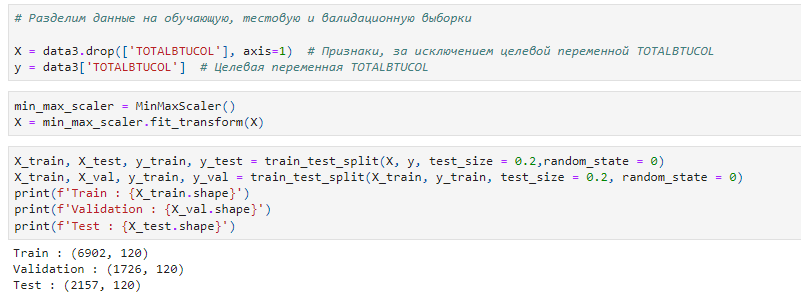 # Разделим данные на обучающую, тестовую и валидационную выборки
X = data3.drop(['TOTALBTUCOL'], axis=1)  # Признаки, за исключением целевой переменной TOTALBTUCOL
y = data3['TOTALBTUCOL']  # Целевая переменная TOTALBTUCOL
min_max_scaler = MinMaxScaler()
X = min_max_scaler.fit_transform(X)
X_train, X_test, y_train, y_test = train_test_split(X, y, test_size = 0.2,random_state = 0)
X_train, X_val, y_train, y_val = train_test_split(X_train, y_train, test_size = 0.2, random_state = 0)
print(f'Train : {X_train.shape}')
print(f'Validation : {X_val.shape}')
print(f'Test : {X_test.shape}')
Train : (6902, 120)
Validation : (1726, 120)
Test : (2157, 120)